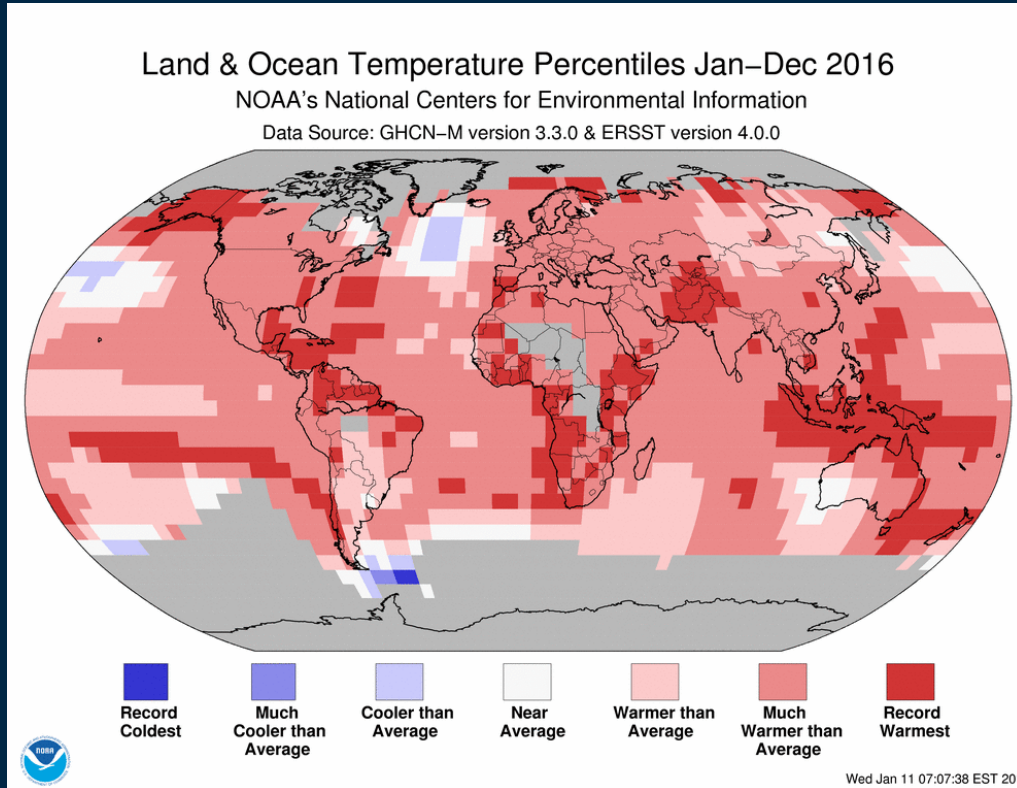 Land & Ocean Temperature Percentiles Jan–Dec 2016
NOAA's National Centers for Environmental Information
Data Source: GHCN–M version 3.3.0 & ERSST version 4.0.0
Record
Coldest
Much
Cooler than
Average
Cooler than
Average
Near
Average
Warmer than
Average
Much
Warmer than
Average
Record
Warmest
NOAA
Wed Jan 11 07:07:38 EST 20